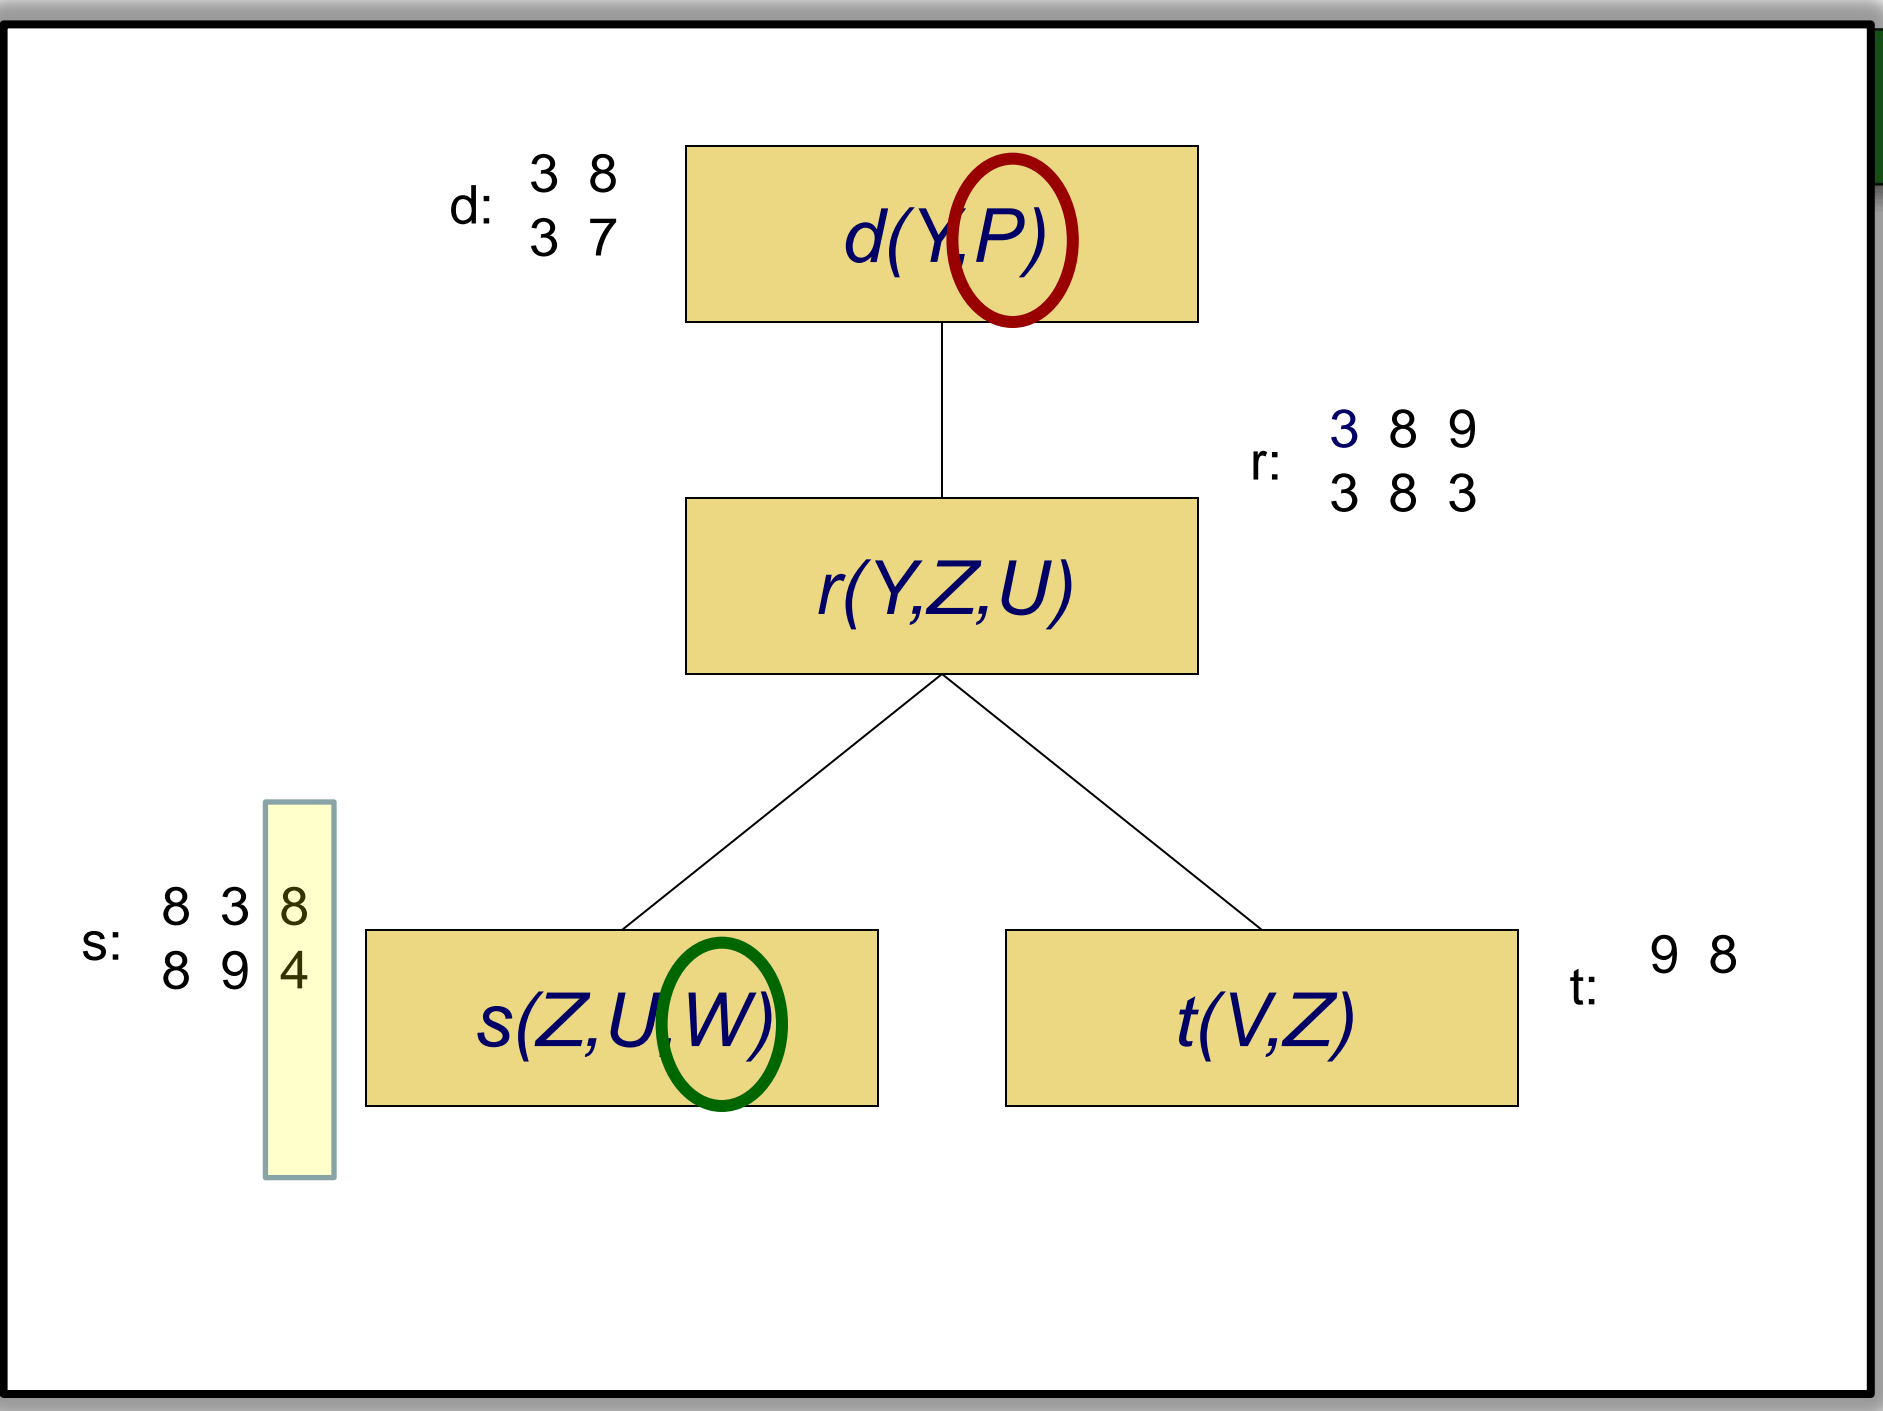 d:
3 8
3 7
d(Y,P)
r:
3 8 9
3 8 3
r(Y,Z,U)
s:
8 3 8
8 9 4
s(Z,U,W)
t(V,Z)
t:
9 8